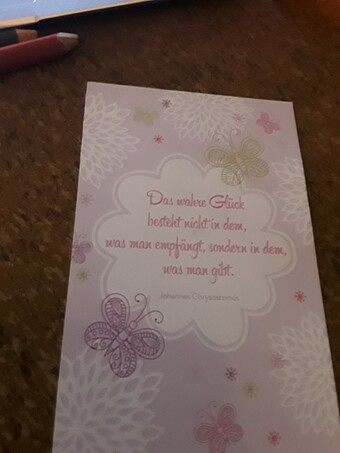 Das wahre Glück
besteht nicht in dem,
was man empfängt, sondern in dem,
was man gibt.
Johannes Chrysostomus